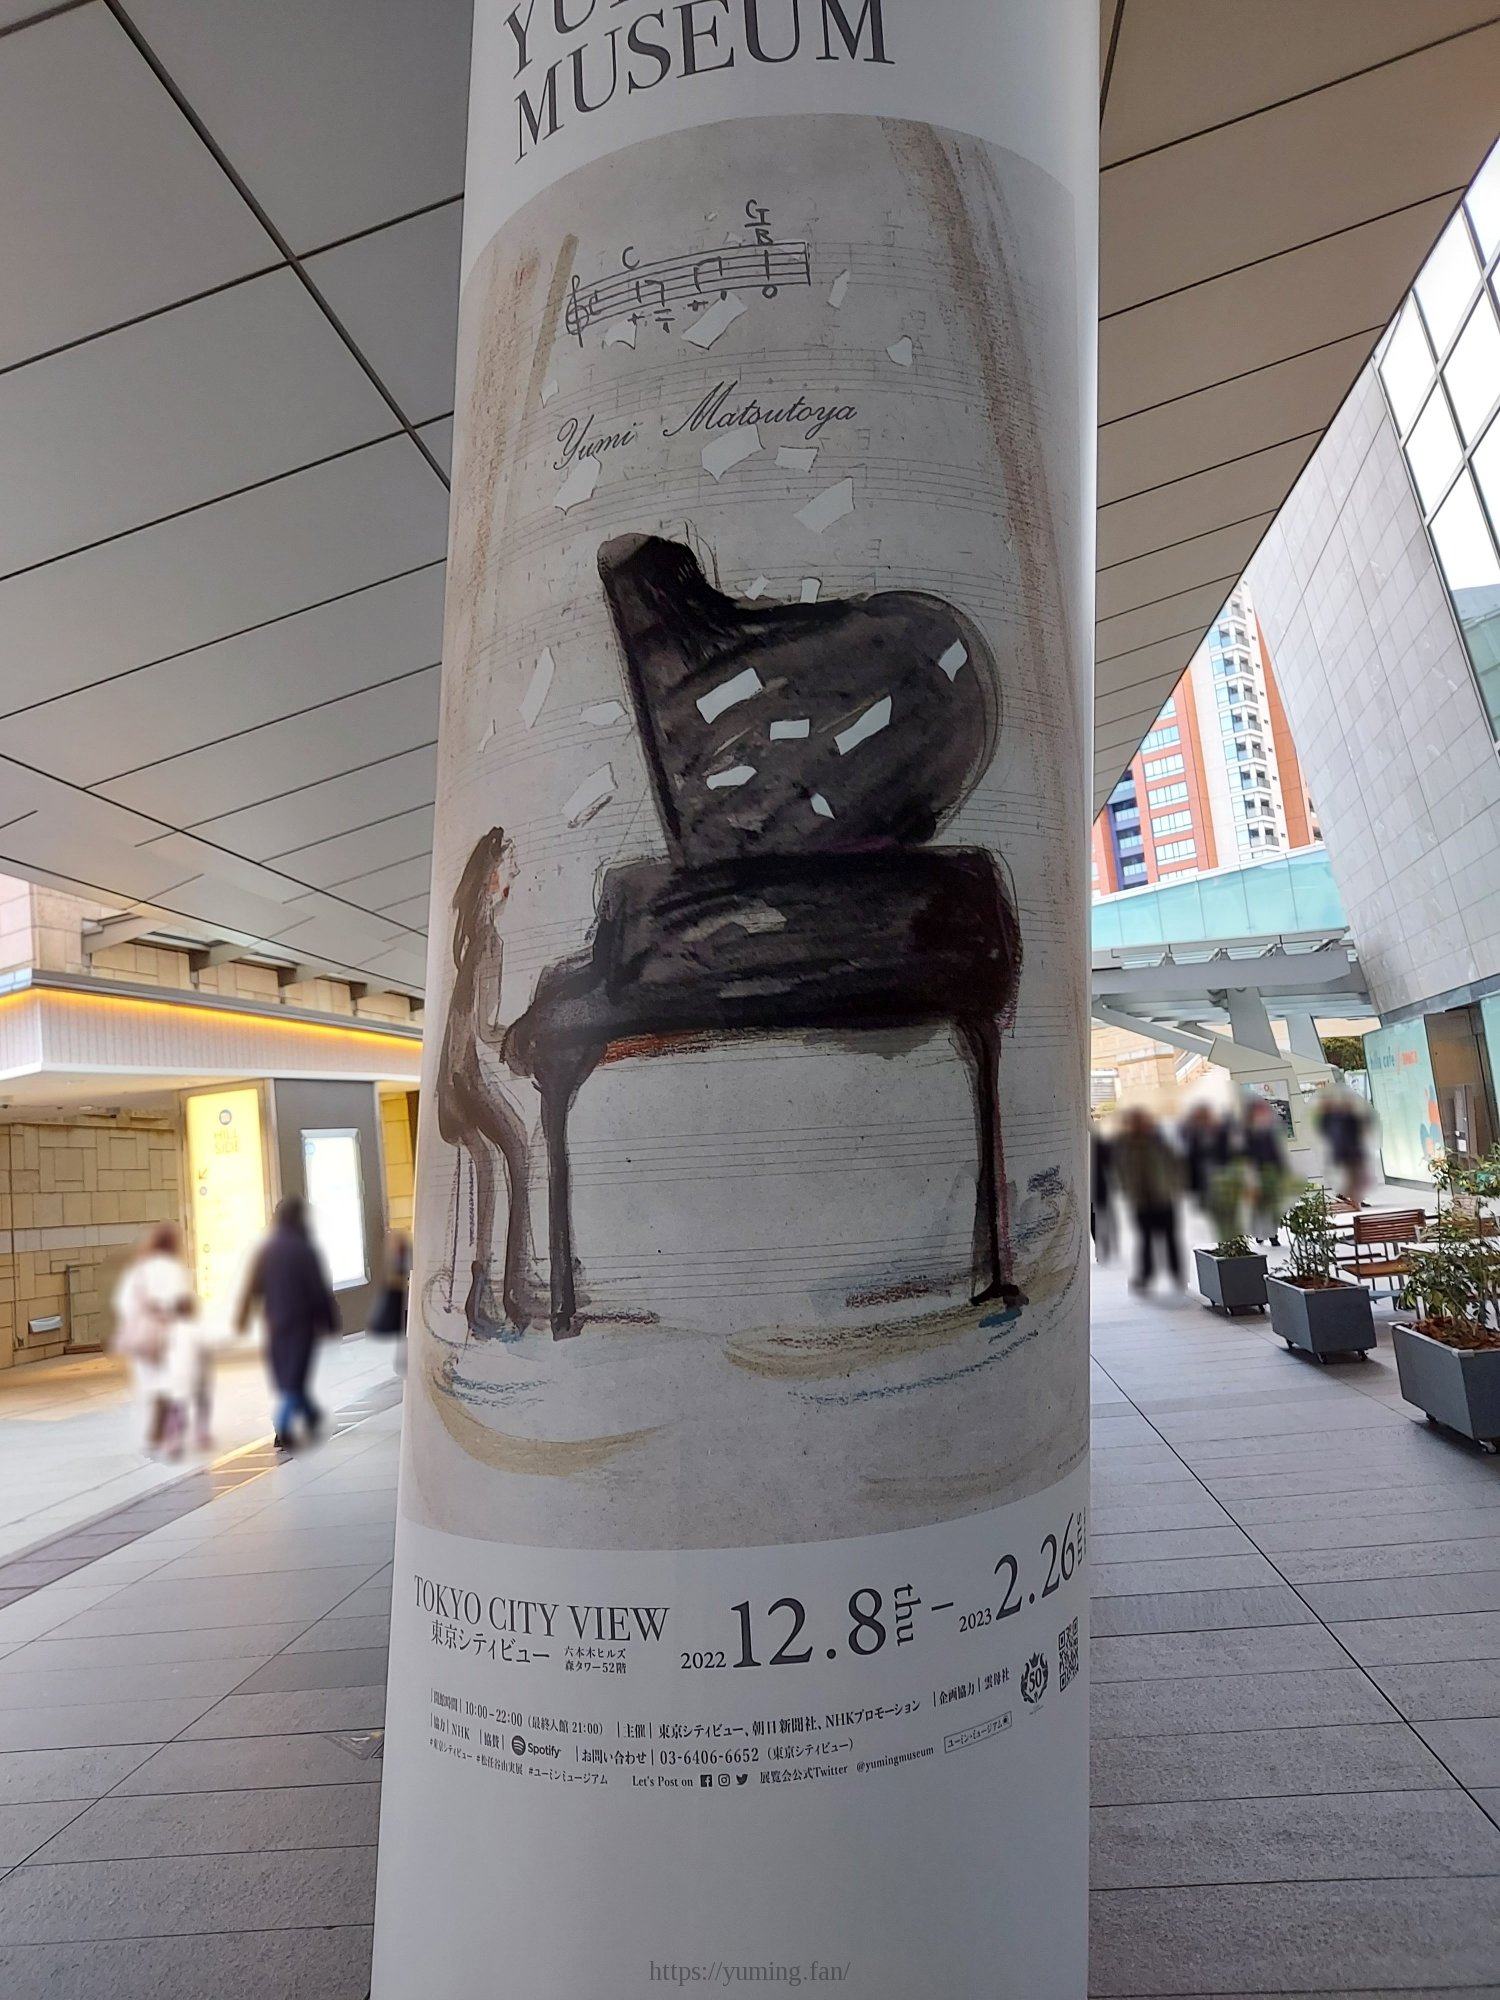 MUSEUM
G
B
C
Yumi Matsutoya
TOKYO CITY VIEW
東京シティビュー
六本木ヒルズ
森タワー52階
2022 12.8 thu – 2023 2.26 sun
|開館時間| 10:00-22:00（最終入館 21:00） |主催| 東京シティビュー、朝日新聞社、NHKプロモーション |企画協力| 雲母社
|協力| NHK |協賛| Spotify |お問い合わせ| 03-6406-6652（東京シティビュー）
#東京シティビュー #松任谷由実展 #ユーミンミュージアム Let's Post on 展覧会公式Twitter @yumingmuseum
ユーミン・ミュージアム
50
HILL
SIDE
hills café
https://yuming.fan/